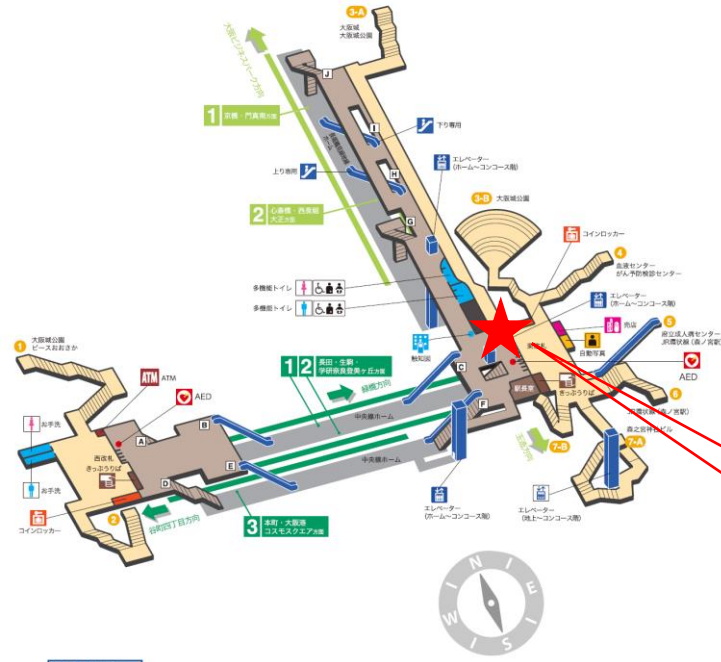 3-A
大阪城
大阪城公園
大阪ビジネスパーク方向
J
1 京橋・門真南方面
I
下り専用
上り専用
H
エレベーター
(ホーム〜コンコース階)
2 心斎橋・西長堀
大正方面
G
3-B 大阪城公園
コインロッカー
4
血液センター
がん予防検診センター
多機能トイレ
多機能トイレ
エレベーター
(ホーム〜コンコース階)
売店
5
府立成人病センター
JR環状線(森ノ宮駅)
自動写真
触知図
AED
C
駅長室
きっぷうりば
6
JR環状線(森ノ宮駅)
F
1
大阪城公園
ピースおおさか
ATM
AED
1 2 長田・生駒・
学研奈良登美ヶ丘方面
緑橋方向
中央線ホーム
森之宮神社ビル
7-A
7-B
玉造方向
お手洗
A
B
西改札
きっぷうりば
E
中央線ホーム
D
お手洗
エレベーター
(ホーム〜コンコース階)
エレベーター
(地上〜コンコース階)
コインロッカー
2
谷町四丁目方向
3 本町・大阪港
コスモスクエア方面
N
E
W
S